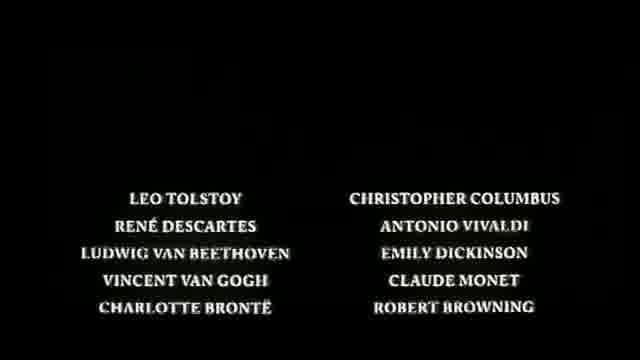 LEO TOLSTOY
RENÉ DESCARTES
LUDWIG VAN BEETHOVEN
VINCENT VAN GOGH
CHARLOTTE BRONTË
CHRISTOPHER COLUMBUS
ANTONIO VIVALDI
EMILY DICKINSON
CLAUDE MONET
ROBERT BROWNING